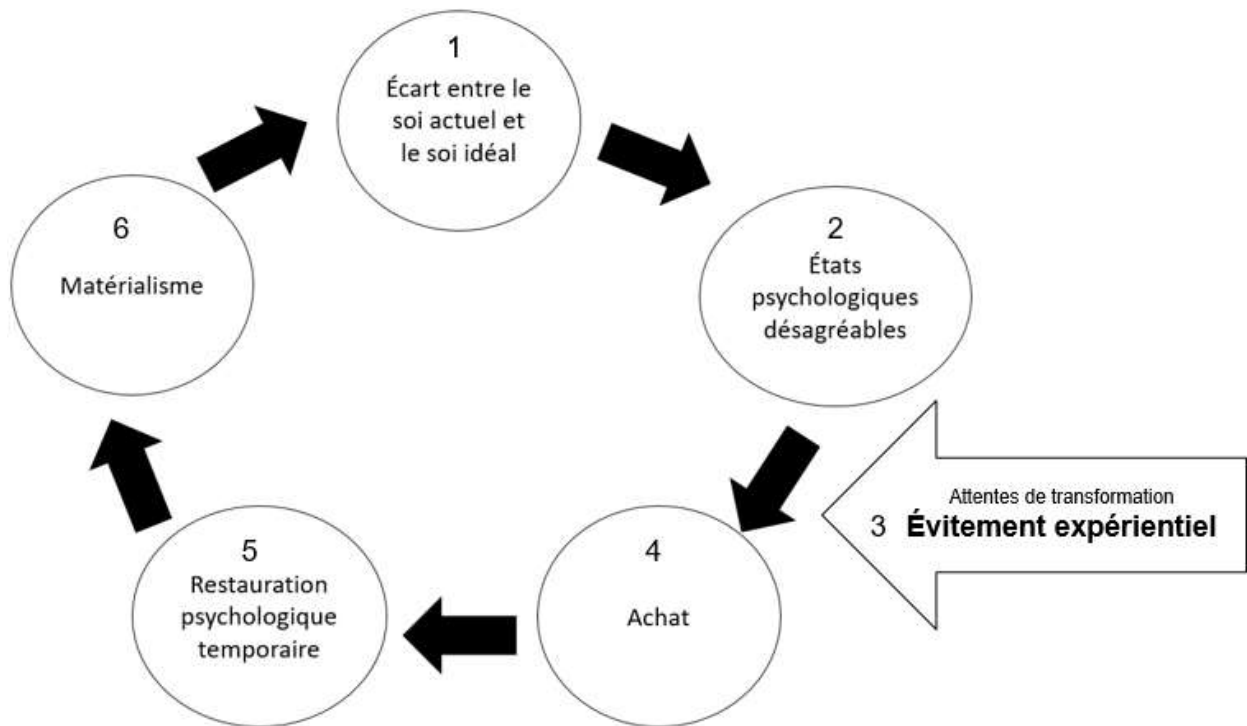 1
Écart entre le
soi actuel et
le soi idéal
2
États
psychologiques
désagréables
Attentes de transformation
3 Évitement expérientiel
4
Achat
5
Restauration
psychologique
temporaire
6
Matérialisme